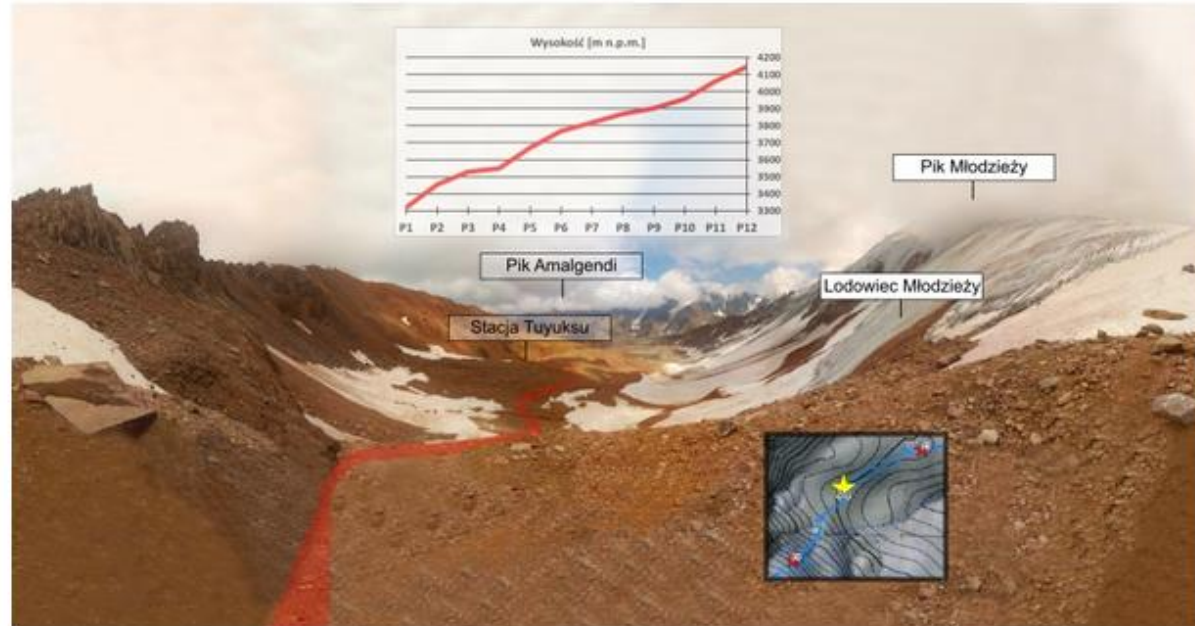 Wysokość [m n.p.m.]
4200
4100
4000
3900
3800
3700
3600
3500
3400
3300
P1 P2 P3 P4 P5 P6 P7 P8 P9 P10 P11 P12
Pik Młodzieży
Pik Amalgendi
Lodowiec Młodzieży
Stacja Tuyuksu